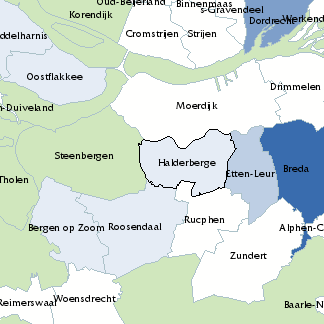 Oud-Beijerland
Binnenmaas
s-Gravendeel
Korendijk
Dordrecht
Werkend
Cromstrijen
Strijen
ddelharnis
Oostflakkee
Drimmelen
Moerdijk
n-Duiveland
Steenbergen
Halderberge
Breda
Etten-Leur
Tholen
Rucphen
Bergen op Zoom
Roosendaal
Alphen-C
Zundert
Reimerswaal
Woensdrecht
Baarle-N